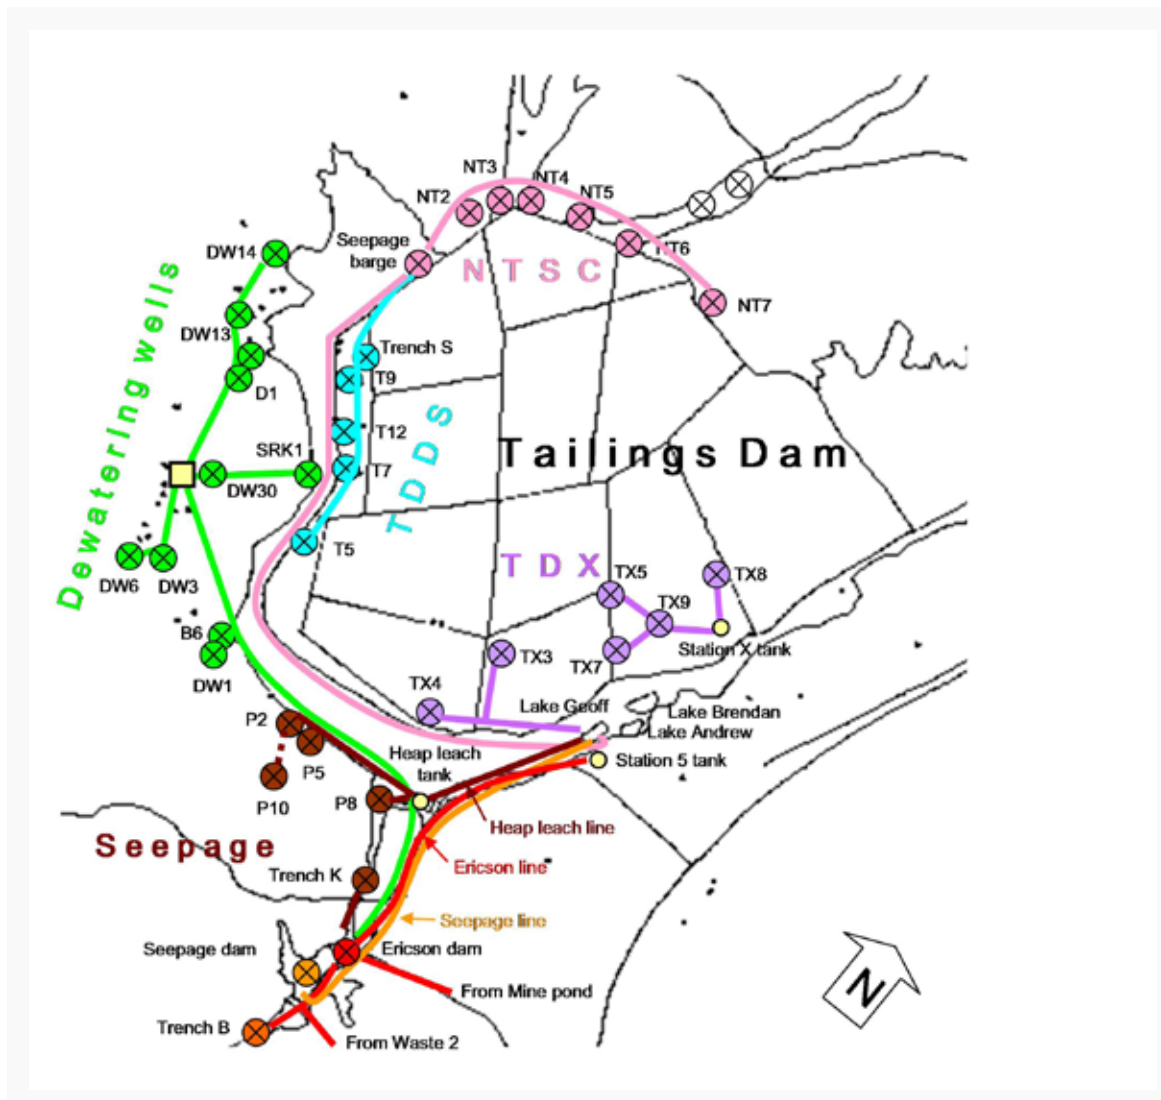 NT3
NT4
NT2
NT5
Seepage
barge
NT6
DW14
NTSC
NT7
DW13
Trench S
T9
D1
Dewatering wells
T12
SRK1
TDDS
Tailings Dam
T7
DW30
T5
TDX
TX5
TX8
DW6
DW3
TX9
B6
Station X tank
TX3
TX7
DW1
TX4
Lake Geoff
Lake Brendan
P2
Lake Andrew
Heap leach
tank
Station 5 tank
P5
P10
P8
Heap leach line
Seepage
Ericson line
Trench K
Seepage line
Seepage dam
Ericson dam
From Mine pond
N
Trench B
From Waste 2